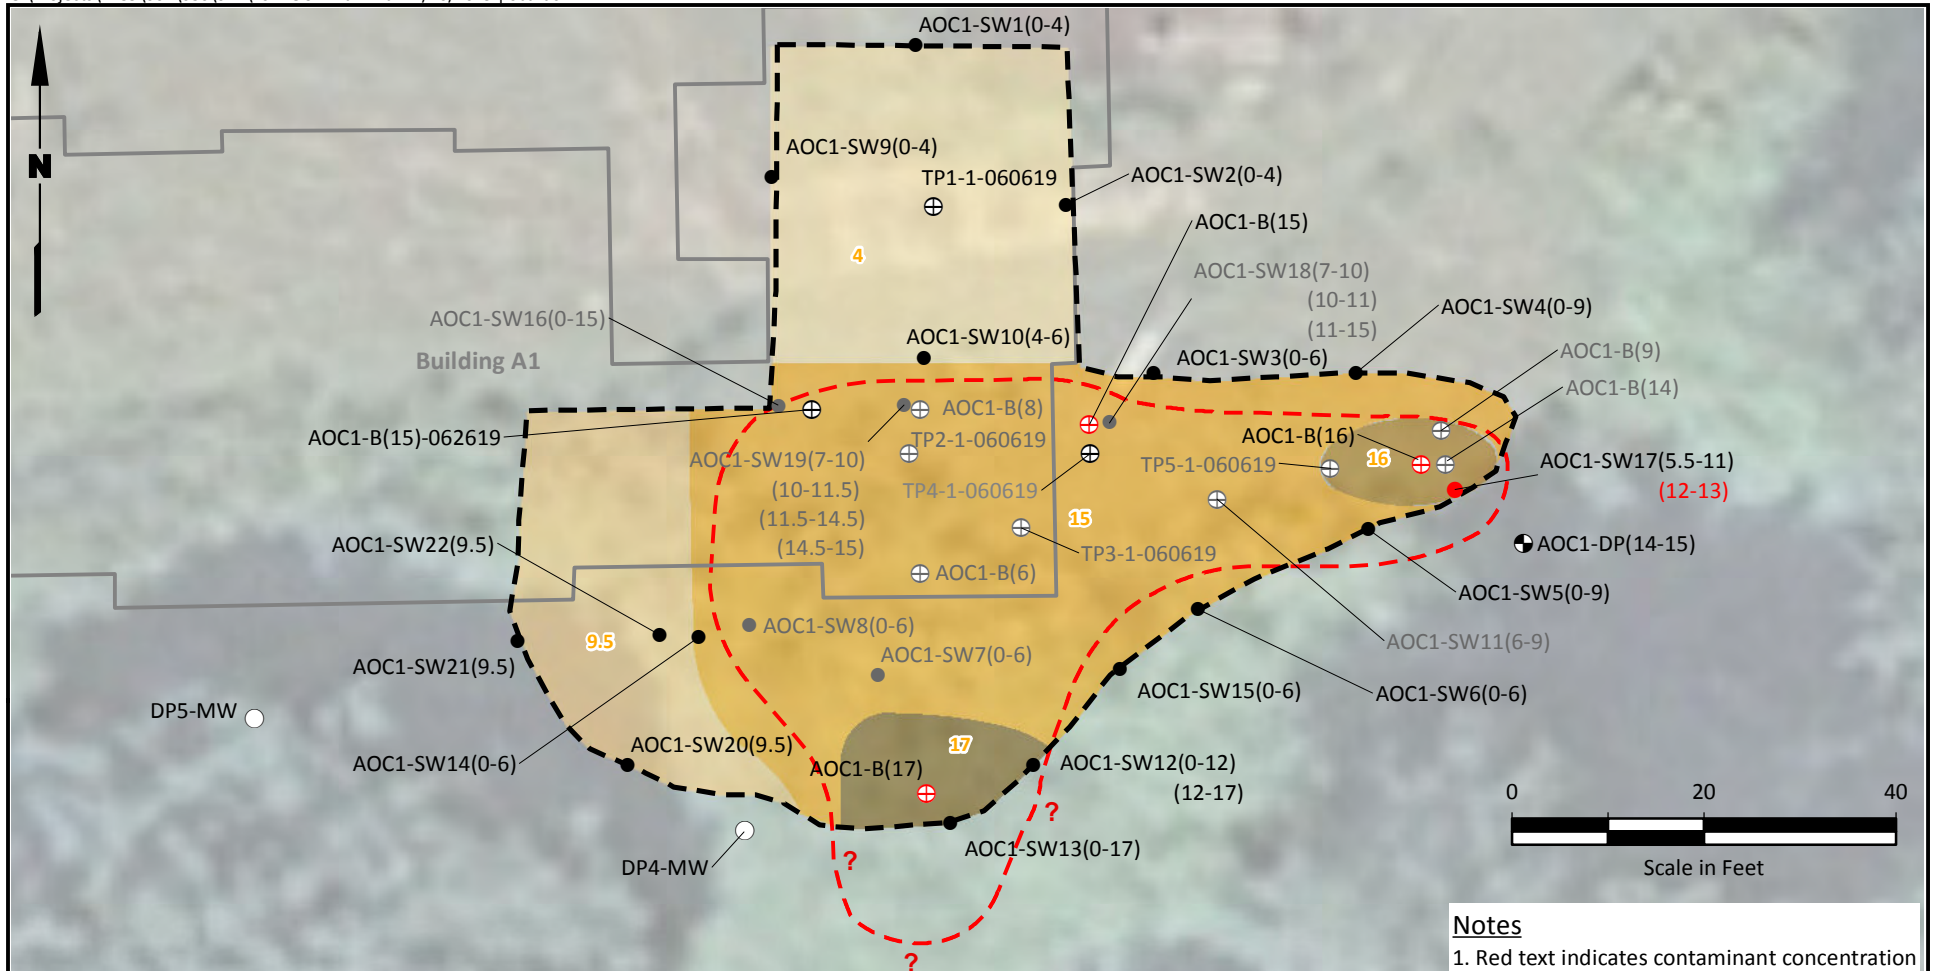 AOC1-SW1(0-4)
AOC1-SW9(0-4)
TP1-1-060619
AOC1-SW2(0-4)
N
AOC1-B(15)
4
AOC1-SW18(7-10)
(10-11)
(11-15)
AOC1-SW16(0-15)
AOC1-SW10(4-6)
AOC1-SW4(0-9)
Building A1
AOC1-SW3(0-6)
AOC1-B(9)
AOC1-B(14)
AOC1-B(8)
AOC1-B(15)-062619
TP2-1-060619
AOC1-B(16)
AOC1-SW19(7-10)
(10-11.5)
(11.5-14.5)
(14.5-15)
TP4-1-060619
TP5-1-060619
16
AOC1-SW17(5.5-11)
(12-13)
15
AOC1-SW22(9.5)
TP3-1-060619
AOC1-DP(14-15)
AOC1-B(6)
AOC1-SW5(0-9)
AOC1-SW8(0-6)
9.5
AOC1-SW11(6-9)
AOC1-SW7(0-6)
AOC1-SW21(9.5)
AOC1-SW15(0-6)
AOC1-SW6(0-6)
DP5-MW
AOC1-SW20(9.5)
17
AOC1-SW14(0-6)
AOC1-B(17)
AOC1-SW12(0-12)
(12-17)
0 20 40
?
AOC1-SW13(0-17)
?
DP4-MW
Scale in Feet
?
Notes
1. Red text indicates contaminant concentration